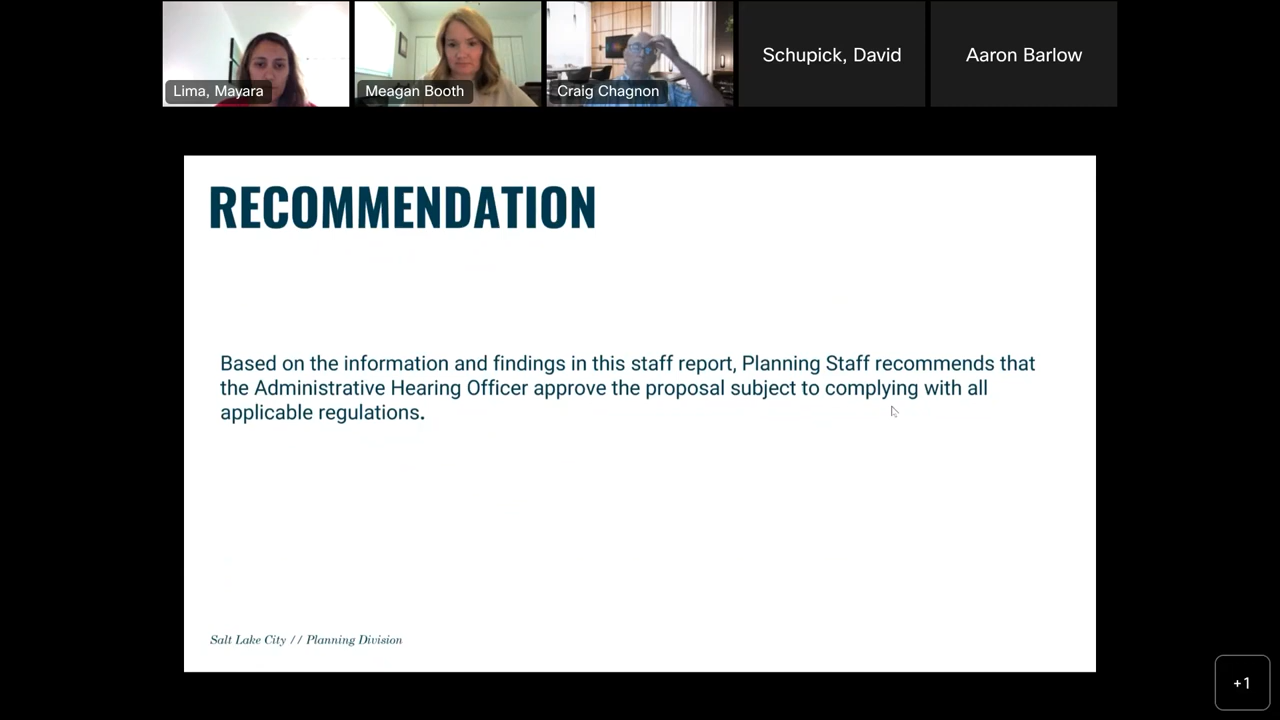 Lima, Mayara
Meagan Booth
Craig Chagnon
Schupick, David
Aaron Barlow
RECOMMENDATION
Based on the information and findings in this staff report, Planning Staff recommends that
the Administrative Hearing Officer approve the proposal subject to complying with all
applicable regulations.
Salt Lake City // Planning Division
+1